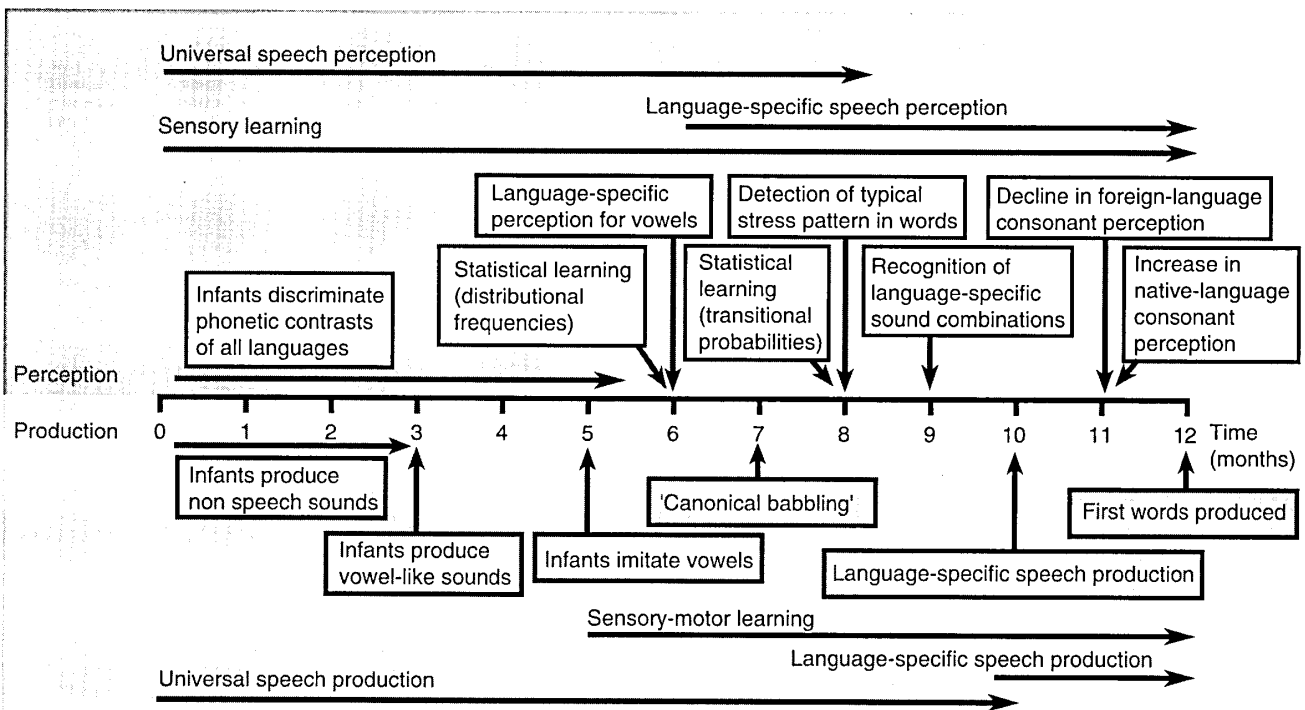 Universal speech perception
Language-specific speech perception
Sensory learning
Language-specific
perception for vowels
Detection of typical
stress pattern in words
Decline in foreign-language
consonant perception
Statistical learning
(distributional
frequencies)
Statistical
learning
(transitional
probabilities)
Recognition of
language-specific
sound combinations
Increase in
native-language
consonant
perception
Infants discriminate
phonetic contrasts
of all languages
Perception
Production
0 1 2 3 4 5 6 7 8 9 10 11 12
Time
(months)
Infants produce
non speech sounds
Infants produce
vowel-like sounds
Infants imitate vowels
'Canonical babbling'
Language-specific speech production
First words produced
Sensory-motor learning
Language-specific speech production
Universal speech production